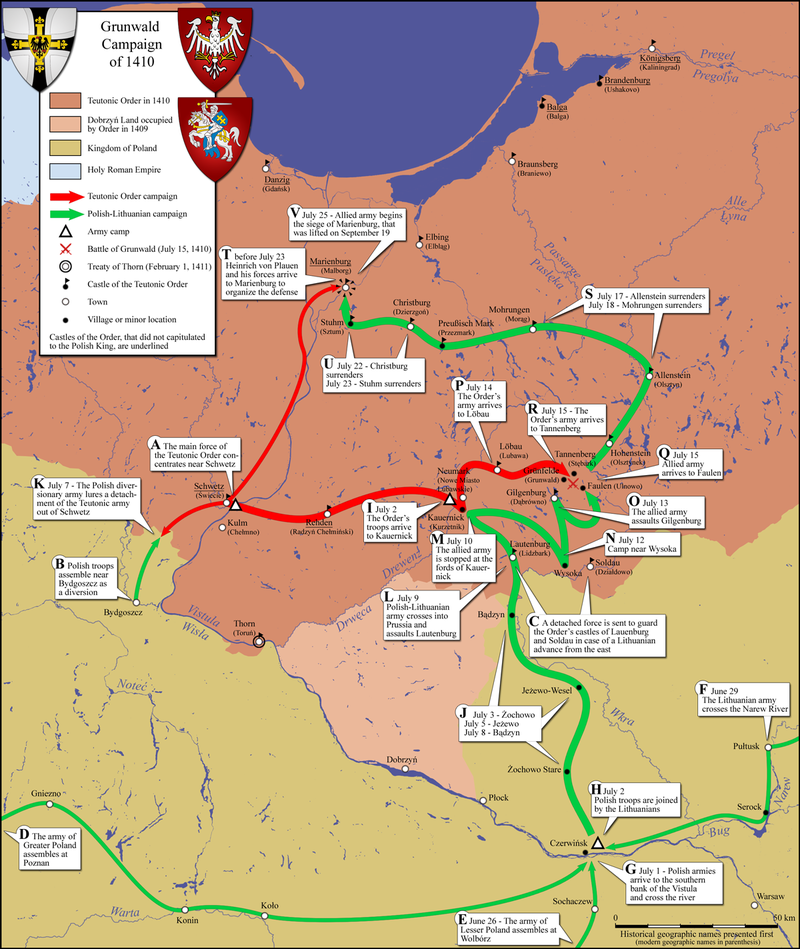 Grunwald
Campaign
of 1410
Teutonic Order in 1410
Dobrzyń Land occupied
by Order in 1409
Kingdom of Poland
Holy Roman Empire
Teutonic Order campaign
Polish-Lithuanian campaign
Army camp
Battle of Grunwald (July 15, 1410)
Treaty of Thorn (February 1, 1411)
Castle of the Teutonic Order
Town
Village or minor location
Castles of the Order, that did not capitulated
to the Polish King, are underlined
Königsberg
(Kaliningrad)
Pregel
Pregolya
Brandenburg
(Ushakovo)
Balga
(Balga)
Braunsberg
(Braniewo)
Danzig
(Gdańsk)
Alle
Łyna
V July 25 - Allied army begins
the siege of Marienburg, that
was lifted on September 19
Elbing
(Elbląg)
Passarge
Pasłęka
T before July 23
Heinrich von Plauen
and his forces arrive
to Marienburg to
organize the defense
Marienburg
(Malborg)
S July 17 - Allenstein surrenders
July 18 - Mohrungen surrenders
Christburg
(Dzierzgoń)
Mohrungen
(Morąg)
Stuhm
(Sztum)
Preußisch Mark
(Przezmark)
U July 22 - Christburg
surrenders
July 23 - Stuhm surrenders
Allenstein
(Olsztyn)
P July 14
The Order's
army arrives
to Löbau
R July 15 - The
Order's army arrives
to Tannenberg
A The main force of
the Teutonic Order con-
centrates near Schwetz
Löbau
(Lubawa)
Tannenberg
(Stębark)
Hohenstein
(Olsztynek)
Q July 15
Allied army
arrives to Faulen
K July 7 - The Polish diver-
sionary army lures a detach-
ment of the Teutonic army
out of Schwetz
Schwetz
(Świecie)
Neumark
(Nowe Miasto
Lubawskie)
Grünfelde
(Grunwald)
Faulen (Ulnowo)
Gilgenburg
(Dąbrówno)
I July 2
The Order's
troops arrive
to Kauernick
O July 13
The allied army
assaults Gilgenburg
Kulm
(Chełmno)
Rehden
(Radzyń Chełmiński)
Kauernick
(Kurzętnik)
M July 10
The allied army
is stopped at the
fords of Kauer-
nick
N July 12
Camp near Wysoka
Lautenburg
(Lidzbark)
Soldau
(Działdowo)
Wysoka
B Polish troops
assemble near
Bydgoszcz as
a diversion
Drewenz
Drwęca
L July 9
Polish-Lithuanian
army crosses into
Prussia and
assaults Lautenburg
Bydgoszcz
Vistula
Wisła
Thorn
(Toruń)
Bądzyn
C A detached force is sent to guard
the Order's castles of Lauenburg
and Soldau in case of a Lithuanian
advance from the east
Noteć
Jeżewo-Wesel
F June 29
The Lithuanian army
crosses the Narew River
J July 3 - Żochowo
July 5 - Jeżewo
July 8 - Bądzyn
Wkra
Pułtusk
Dobrzyń
Żochowo Stare
H July 2
Polish troops are joined
by the Lithuanians
Narew
Gniezno
Płock
Serock
Bug
D The army of
Greater Poland
assembles at
Poznan
Czerwińsk
G July 1 - Polish armies
arrive to the southern
bank of the Vistula
and cross the river
Warta
Konin
Koło
Sochaczew
Warsaw
E June 26 - The army of
Lesser Poland assembles at
Wolbórz
0
50 km
Historical geographic names presented first
(modern geographic names in parenthesis)